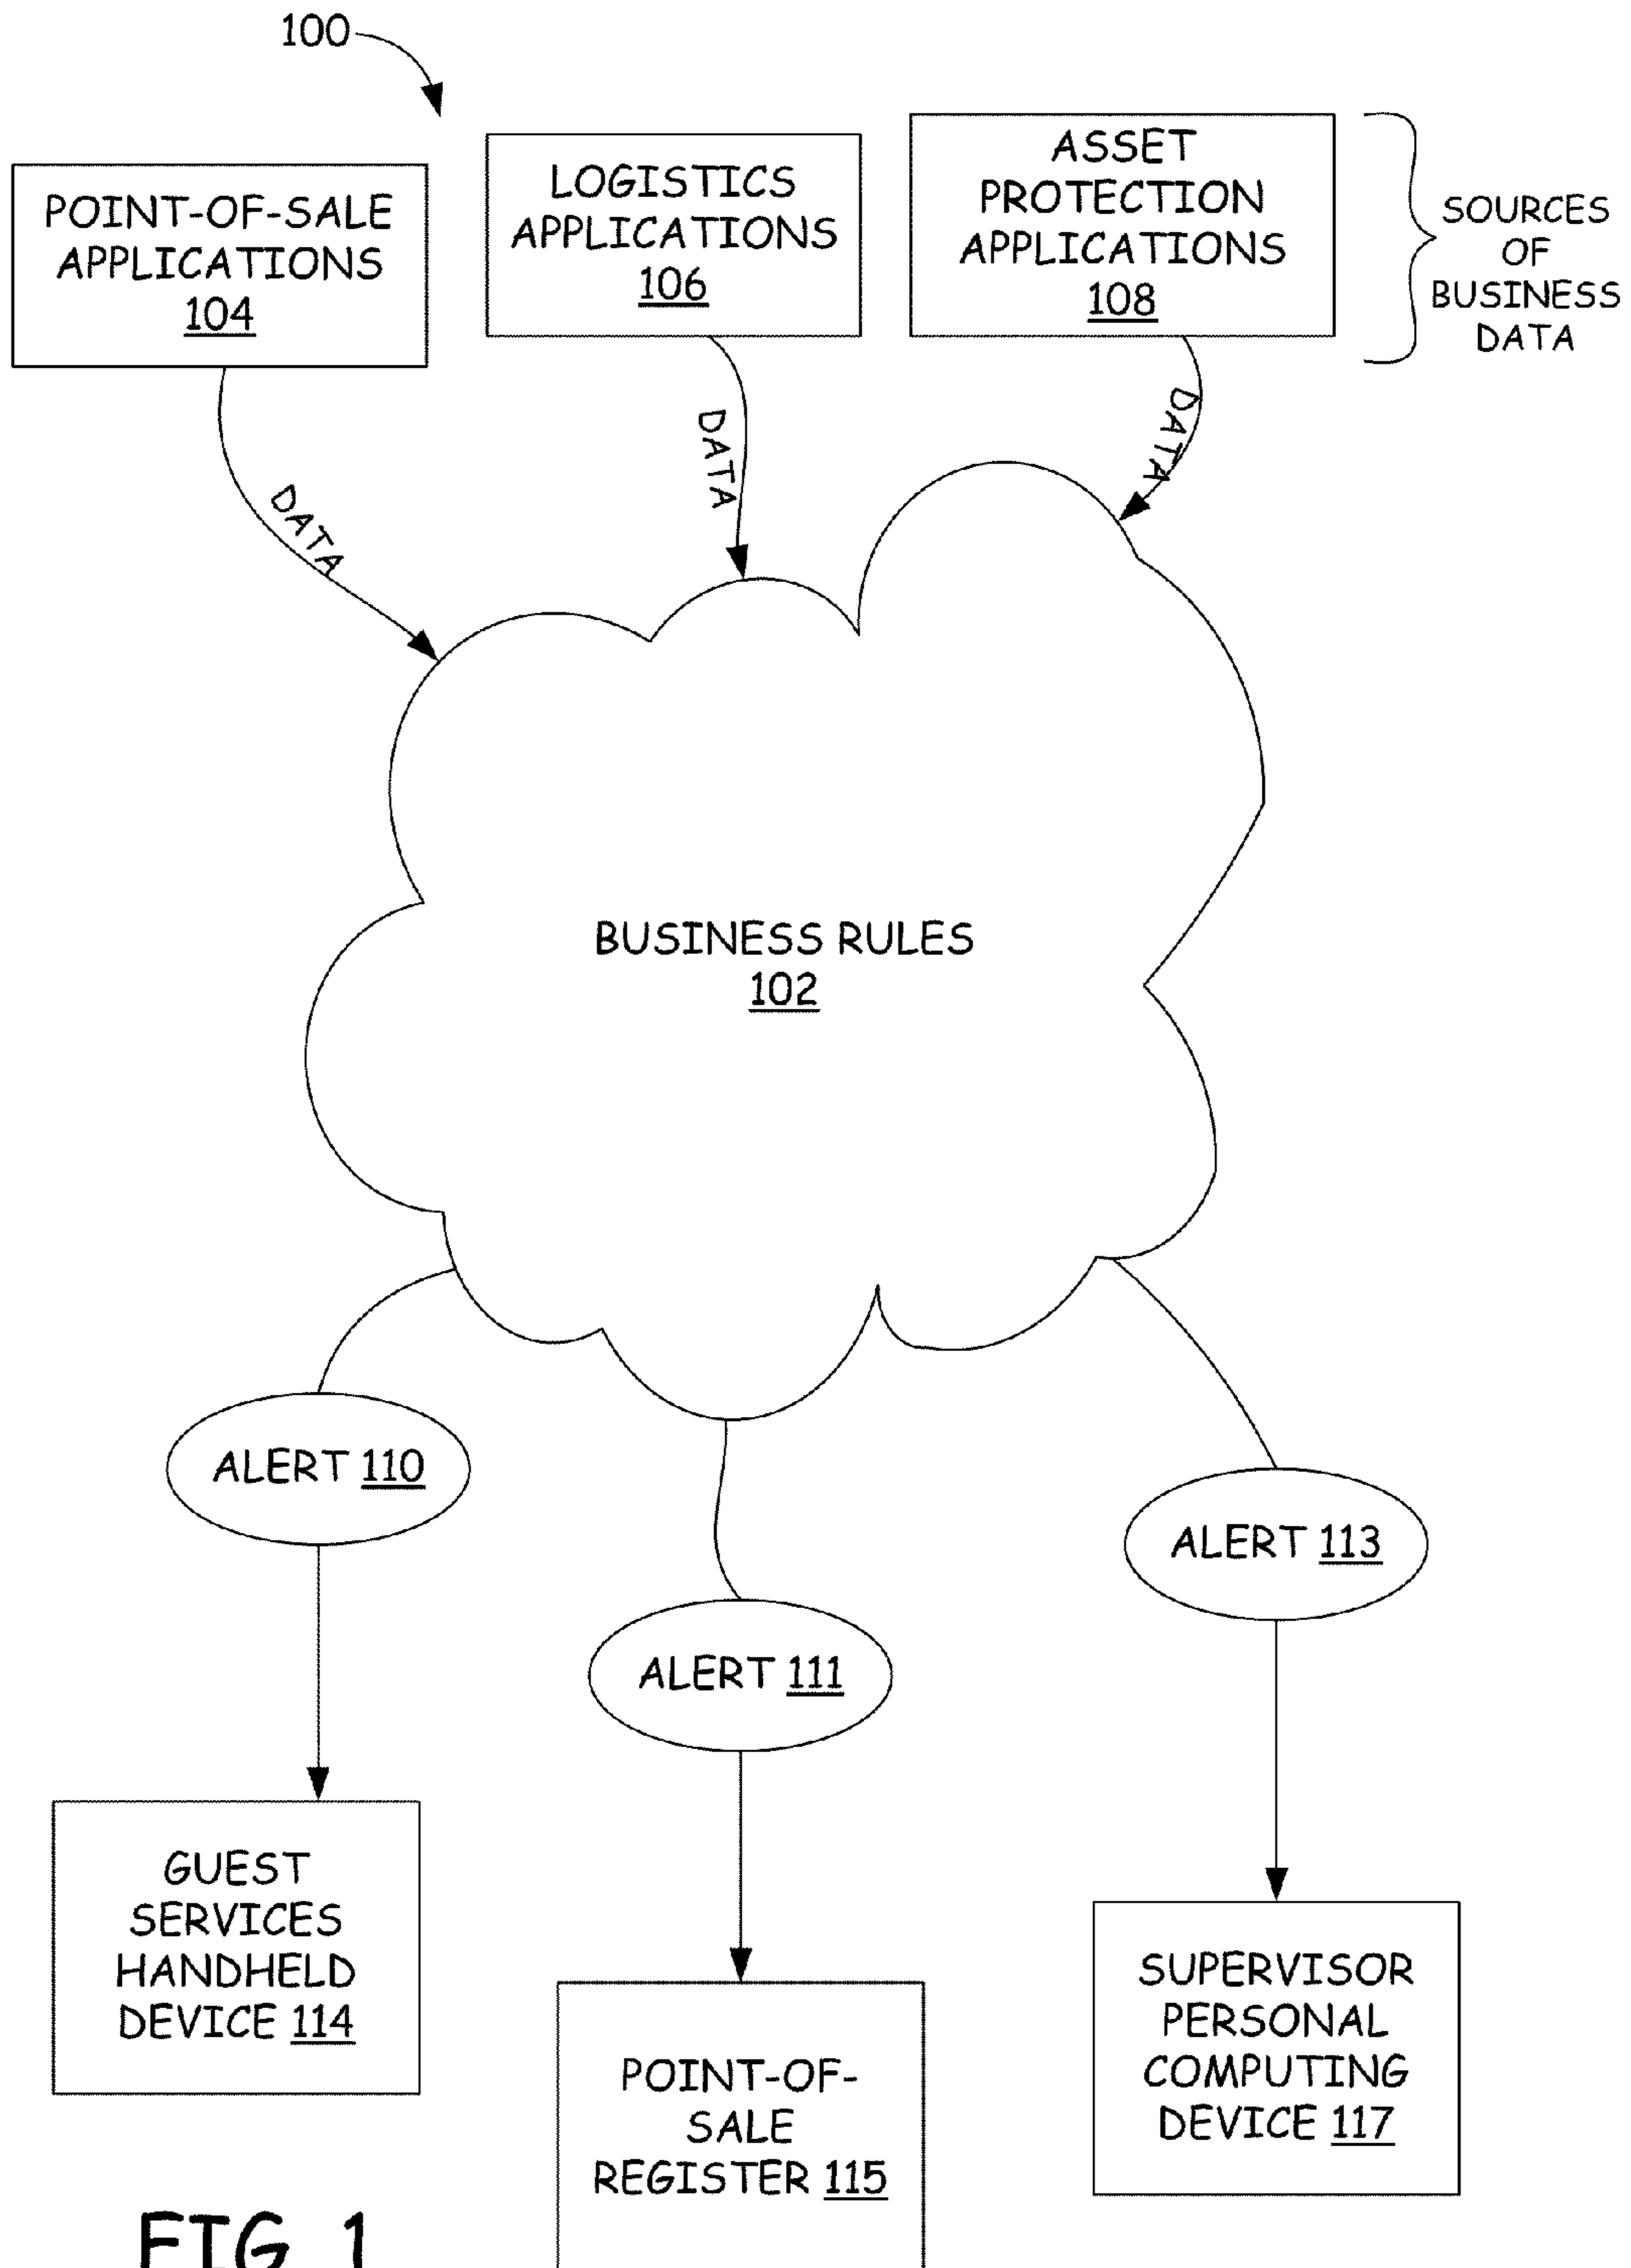 100
POINT-OF-SALE
APPLICATIONS
104
LOGISTICS
APPLICATIONS
106
ASSET
PROTECTION
APPLICATIONS
108
SOURCES
OF
BUSINESS
DATA
DATA
DATA
DATA
BUSINESS RULES
102
ALERT 110
ALERT 111
ALERT 113
GUEST
SERVICES
HANDHELD
DEVICE 114
POINT-OF-
SALE
REGISTER 115
SUPERVISOR
PERSONAL
COMPUTING
DEVICE 117
FIG. 1